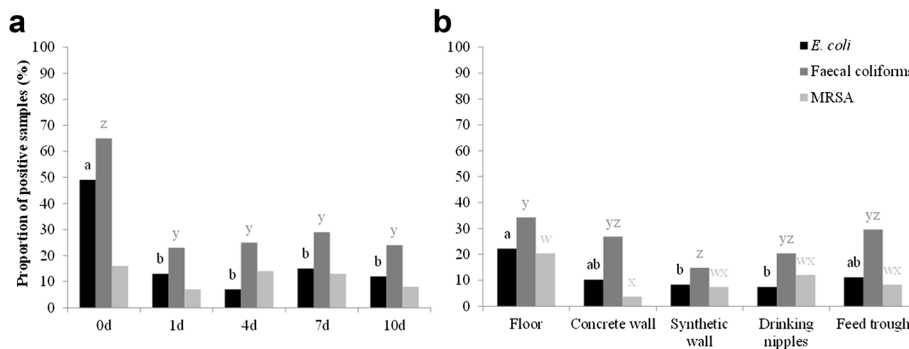 a
Proportion of positive samples (%)
100
90
80
70
60
50
40
30
20
10
0
a
z
b
y
b
y
b
y
b
y
0d
1d
4d
7d
10d
b
E. coli
Faecal coliforms
MRSA
100
90
80
70
60
50
40
30
20
10
0
a
y
w
ab
yz
x
b
z
wx
b
yz
wx
ab
yz
wx
Floor
Concrete wall
Synthetic
wall
Drinking
nipples
Feed trough